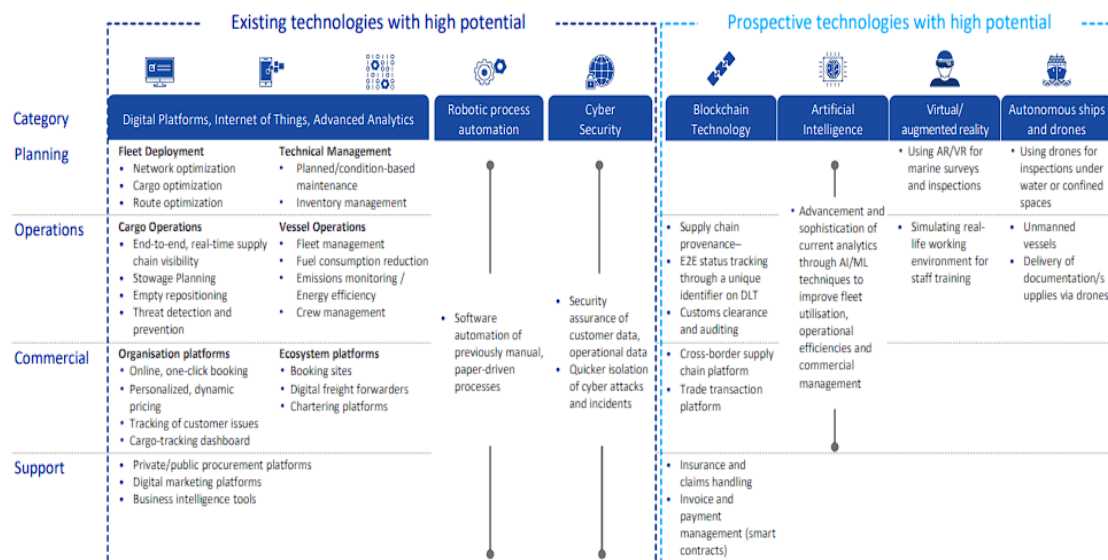 Existing technologies with high potential
Prospective technologies with high potential
Category
Digital Platforms, Internet of Things, Advanced Analytics
Robotic process
automation
Cyber
Security
Blockchain
Technology
Artificial
Intelligence
Virtual/
augmented reality
Autonomous ships
and drones
Planning
Fleet Deployment
• Network optimization
• Cargo optimization
• Route optimization
Technical Management
• Planned/condition-based
maintenance
• Inventory management
• Using AR/VR for
marine surveys
and inspections
• Using drones for
inspections under
water or confined
spaces
Operations
Cargo Operations
• End-to-end, real-time supply
chain visibility
• Stowage Planning
• Empty repositioning
• Threat detection and
prevention
Vessel Operations
• Fleet management
• Fuel consumption reduction
• Emissions monitoring /
Energy efficiency
• Crew management
• Software
automation of
previously manual,
paper-driven
processes
• Security
assurance of
customer data,
operational data
• Quicker isolation
of cyber attacks
and incidents
• Supply chain
provenance–
• E2E status tracking
through a unique
identifier on DLT
• Customs clearance
and auditing
• Advancement and
sophistication of
current analytics
through AI/ML
techniques to
improve fleet
utilisation,
operational
efficiencies and
commercial
management
• Simulating real-
life working
environment for
staff training
• Unmanned
vessels
• Delivery of
documentation/s
supplies via drones
Commercial
Organisation platforms
• Online, one-click booking
• Personalized, dynamic
pricing
• Tracking of customer issues
• Cargo-tracking dashboard
Ecosystem platforms
• Booking sites
• Digital freight forwarders
• Chartering platforms
• Cross-border supply
chain platform
• Trade transaction
platform
Support
• Private/public procurement platforms
• Digital marketing platforms
• Business intelligence tools
• Insurance and
claims handling
• Invoice and
payment
management (smart
contracts)